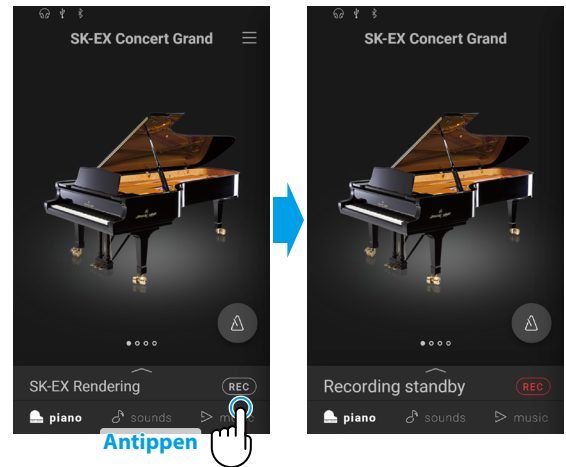 SK-EX Concert Grand
SK-EX Rendering
REC
piano
sounds
music
Antippen
SK-EX Concert Grand
Recording standby
REC
piano
sounds
music